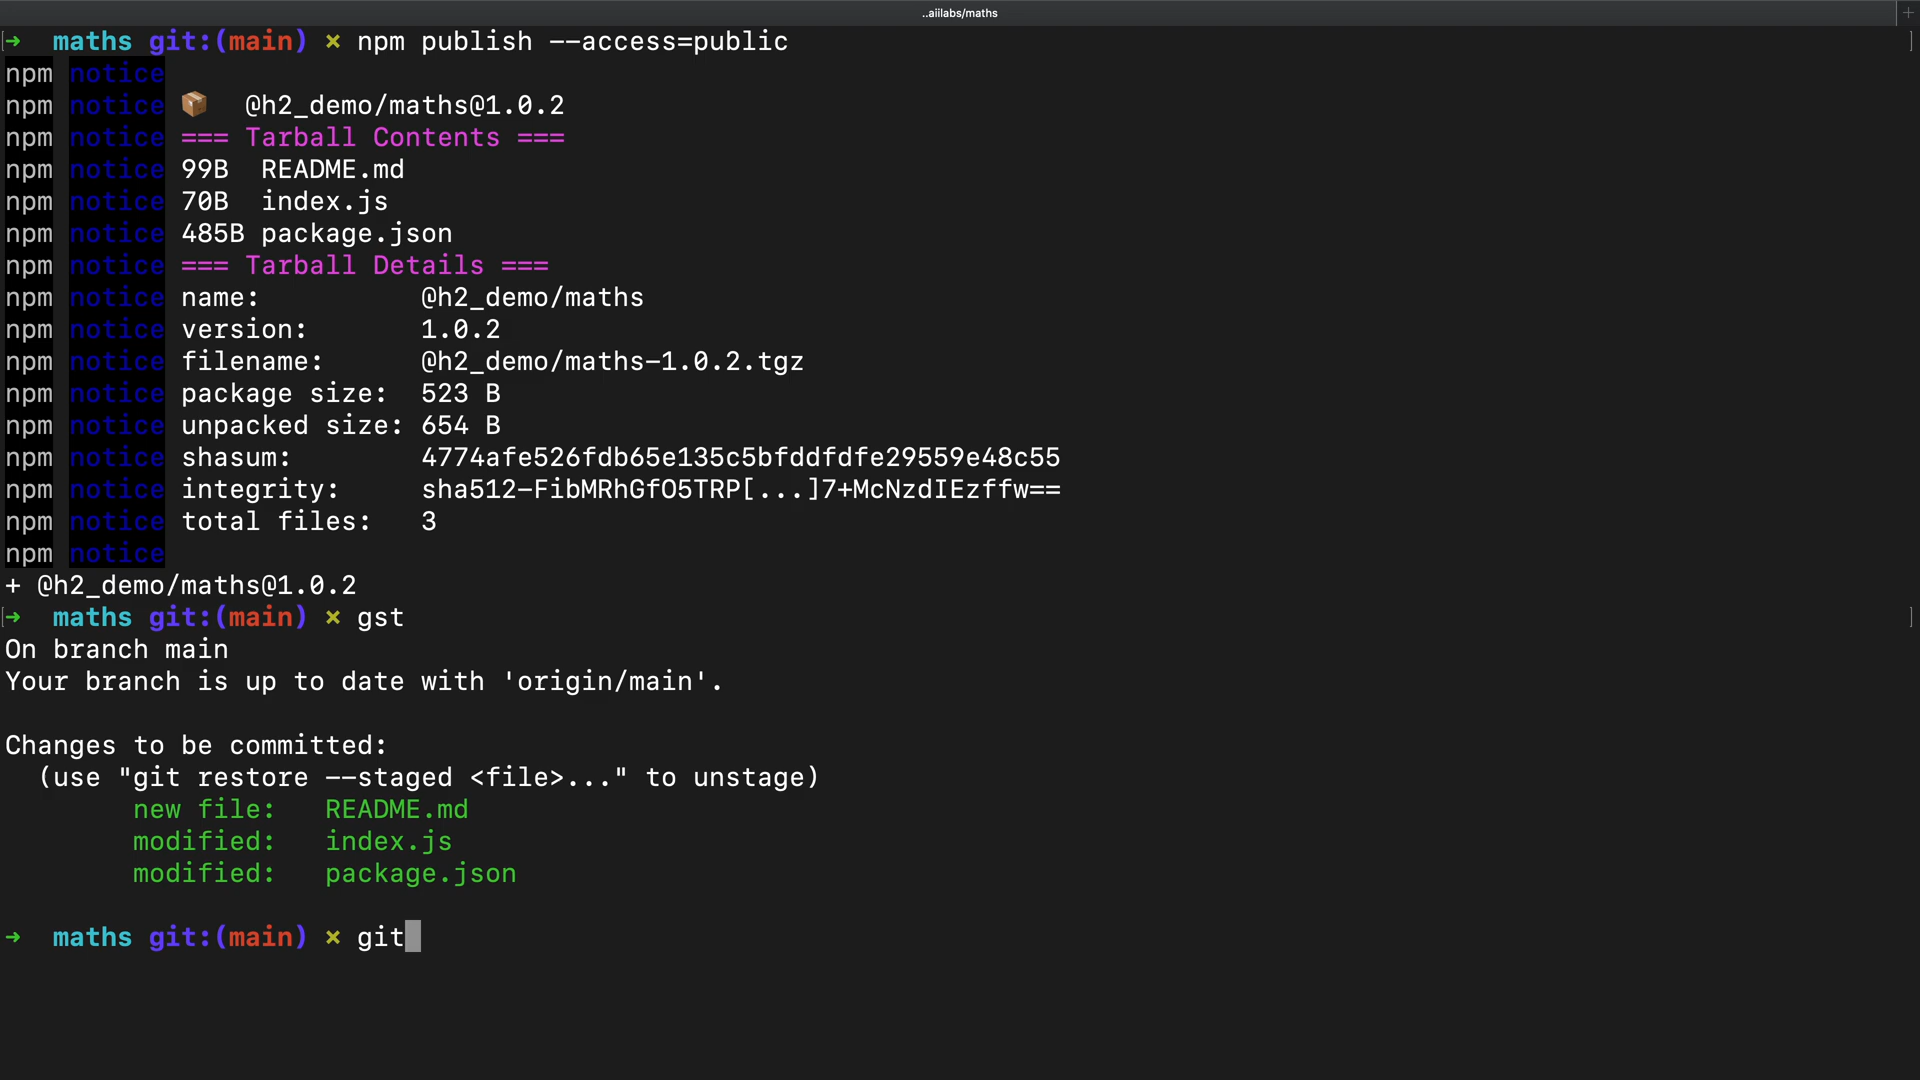 ..aiilabs/maths
→ maths git:(main) × npm publish --access=public
npm notice
npm notice 📦 @h2_demo/maths@1.0.2
npm notice === Tarball Contents ===
npm notice 99B README.md
npm notice 70B index.js
npm notice 485B package.json
npm notice === Tarball Details ===
npm notice name: @h2_demo/maths
npm notice version: 1.0.2
npm notice filename: @h2_demo/maths-1.0.2.tgz
npm notice package size: 523 B
npm notice unpacked size: 654 B
npm notice shasum: 4774afe526fdb65e135c5bfddfdfe29559e48c55
npm notice integrity: sha512-FibMRhGfO5TRP[...]7+McNzdIEzffw==
npm notice total files: 3
npm notice
+ @h2_demo/maths@1.0.2
→ maths git:(main) × gst
On branch main
Your branch is up to date with 'origin/main'.
Changes to be committed:
(use "git restore --staged <file>..." to unstage)
new file: README.md
modified: index.js
modified: package.json
→ maths git:(main) × git